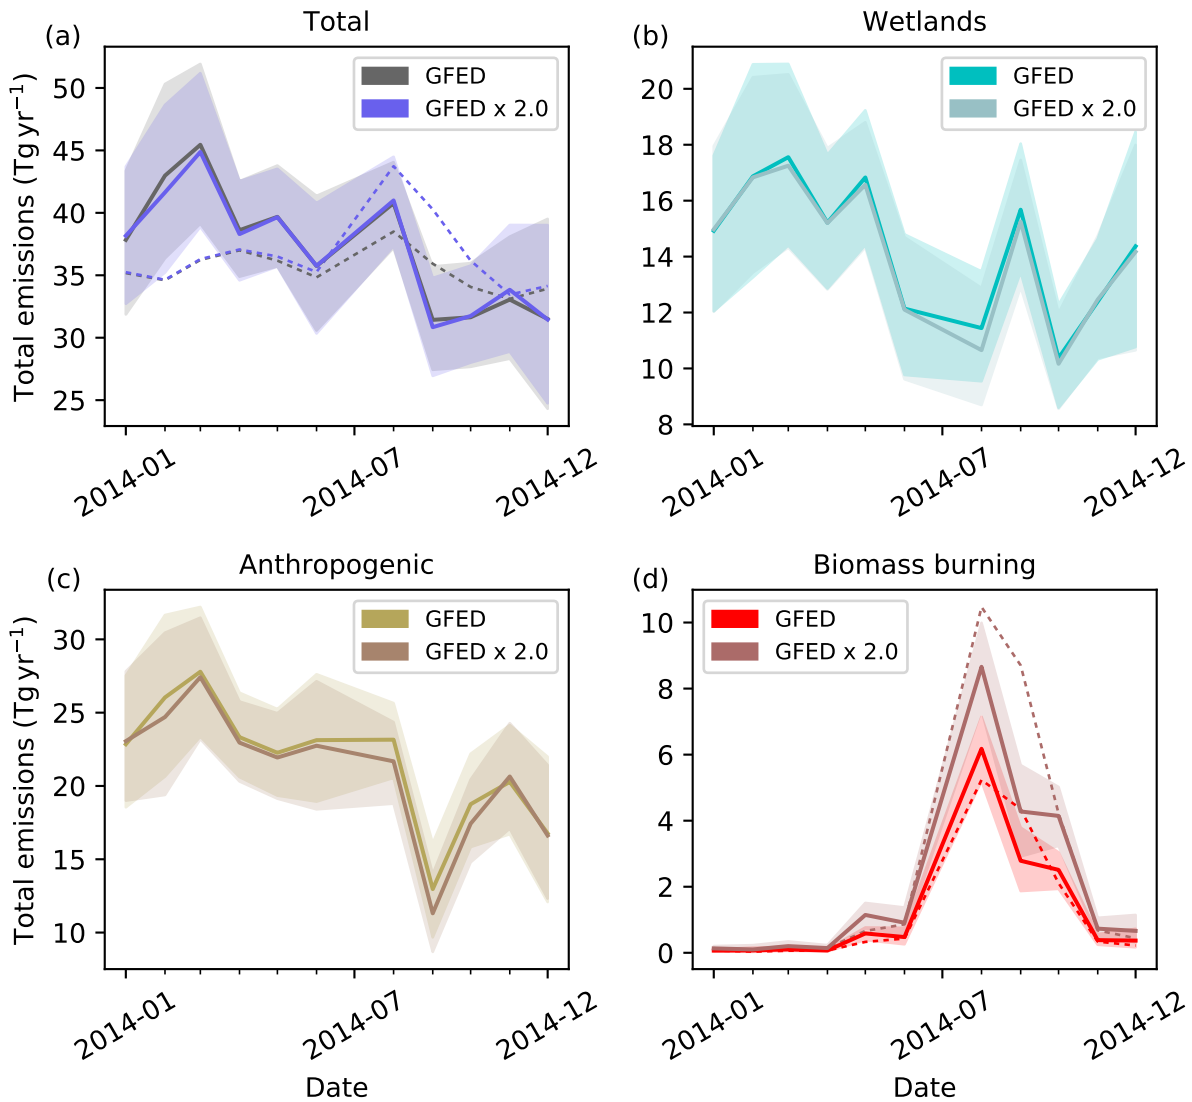 (a)
Total
Total emissions (Tg yr⁻¹)
50
45
40
35
30
25
GFED
GFED x 2.0
2014-01
2014-07
2014-12
(b)
Wetlands
20
18
16
14
12
10
8
GFED
GFED x 2.0
2014-01
2014-07
2014-12
(c)
Anthropogenic
Total emissions (Tg yr⁻¹)
30
25
20
15
10
GFED
GFED x 2.0
2014-01
2014-07
2014-12
Date
(d)
Biomass burning
10
8
6
4
2
0
GFED
GFED x 2.0
2014-01
2014-07
2014-12
Date